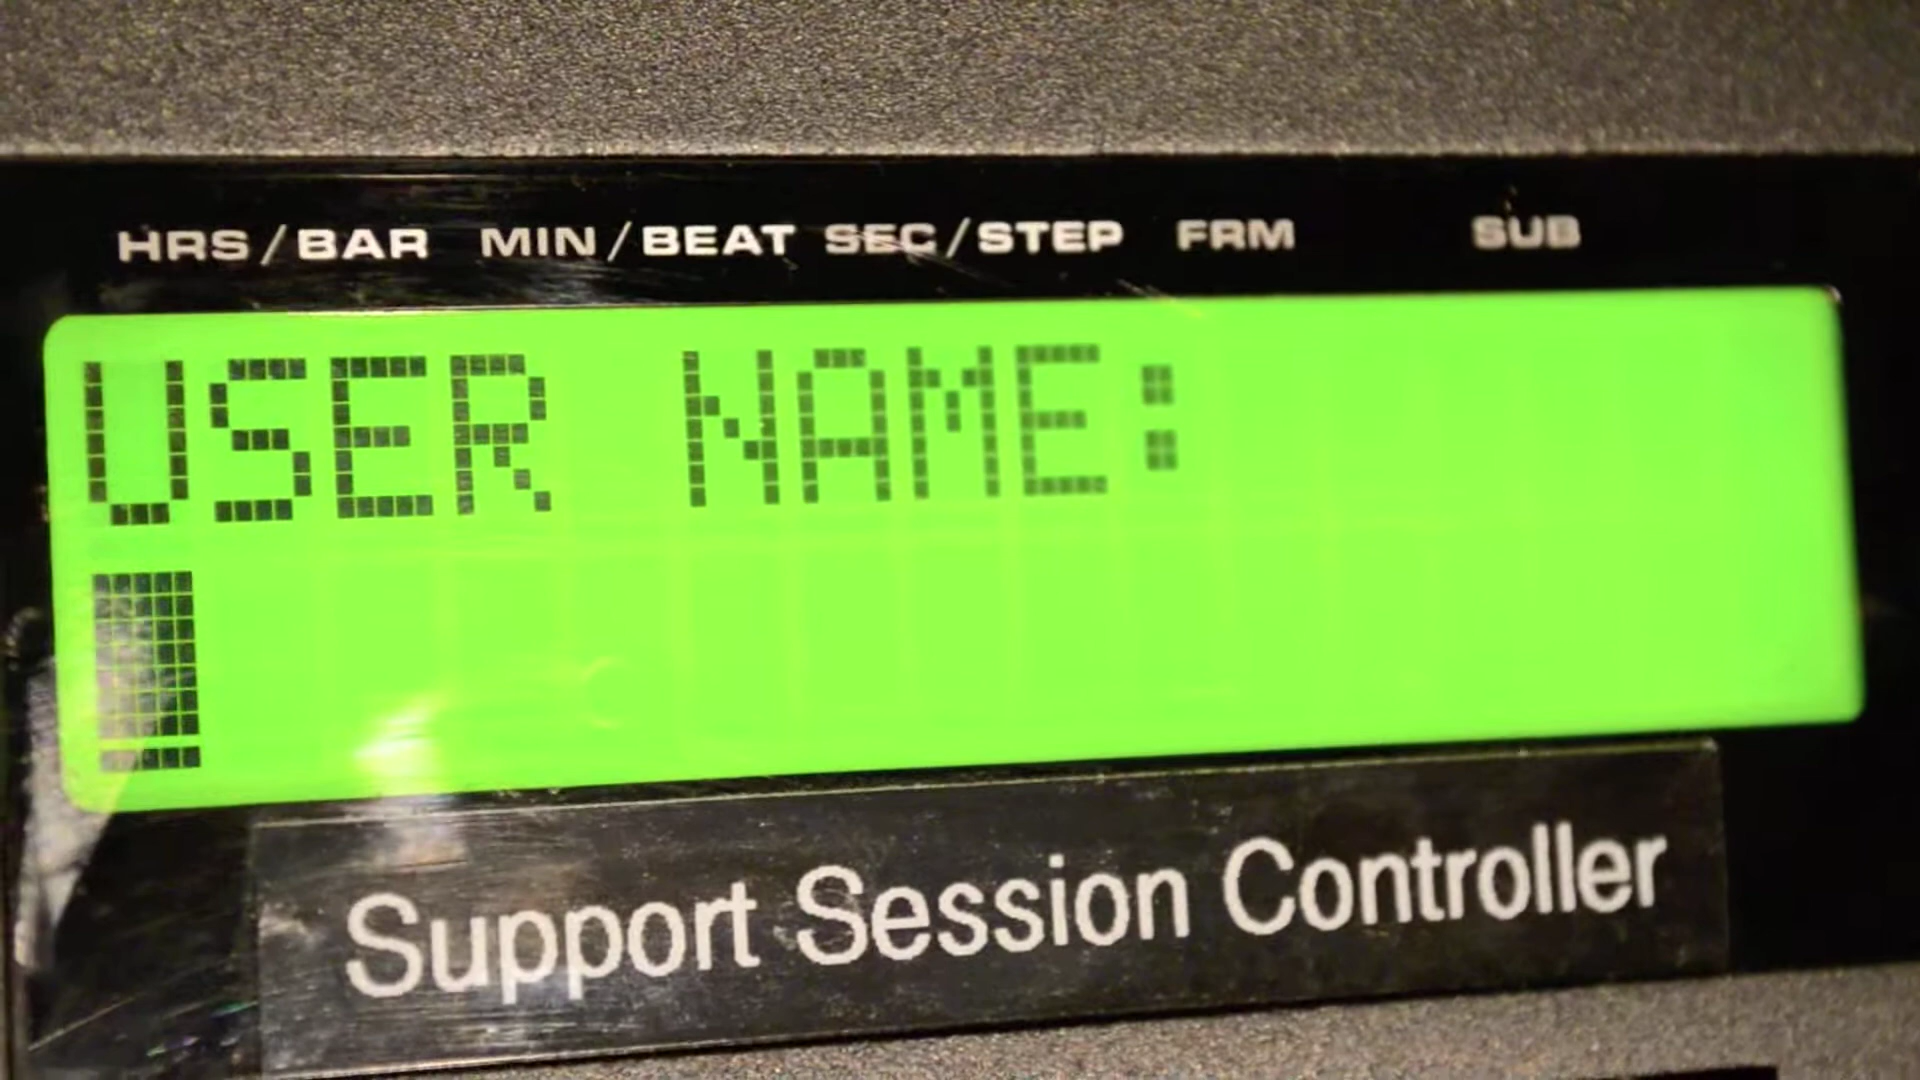 HRS/BAR MIN/BEAT SEC/STEP FRM SUB
USER NAME:
Support Session Controller